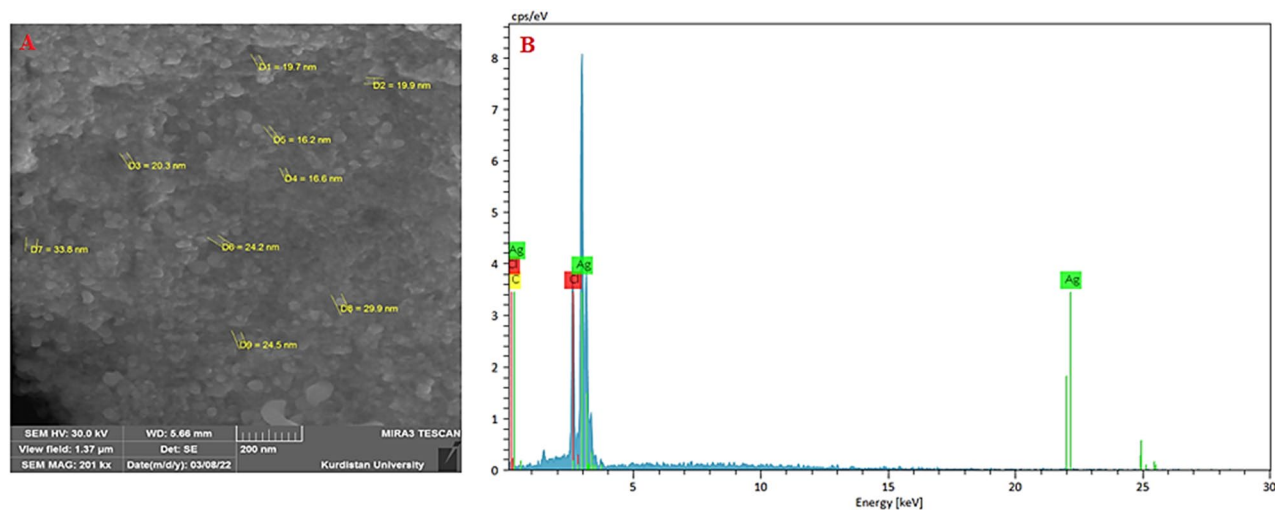 A
D1 = 19.7 nm
D2 = 19.9 nm
D5 = 16.2 nm
D3 = 20.3 nm
D4 = 16.6 nm
D7 = 33.8 nm
D6 = 24.2 nm
D8 = 29.9 nm
D9 = 24.5 nm
SEM HV: 30.0 kV
WD: 5.66 mm
MIRA3 TESCAN
View field: 1.37 µm
Det: SE
200 nm
SEM MAG: 201 kx
Date(m/d/y): 03/08/22
Kurdistan University
cps/eV
B
8
7
6
5
4
3
2
1
0
Ag
Cl
C
Cl
Ag
Ag
5
10
15
20
25
30
Energy [keV]